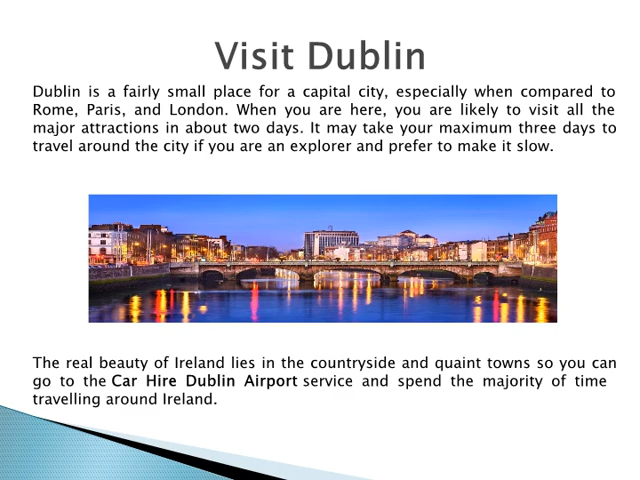 Visit Dublin
Dublin is a fairly small place for a capital city, especially when compared to
Rome, Paris, and London. When you are here, you are likely to visit all the
major attractions in about two days. It may take your maximum three days to
travel around the city if you are an explorer and prefer to make it slow.
The real beauty of Ireland lies in the countryside and quaint towns so you can
go to the Car Hire Dublin Airport service and spend the majority of time
travelling around Ireland.